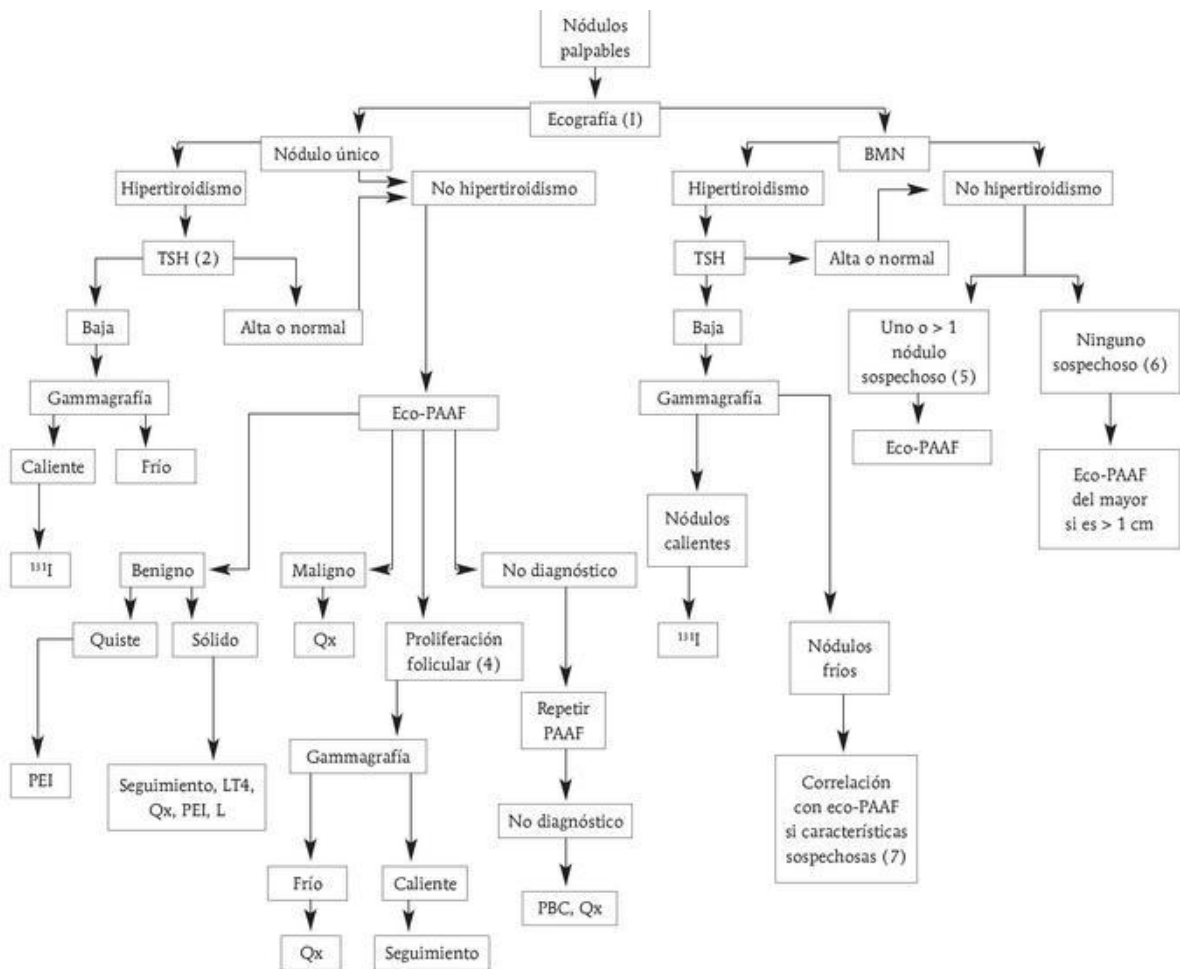 Nódulos
palpables
Ecografía (1)
Nódulo único
BMN
Hipertiroidismo
No hipertiroidismo
Hipertiroidismo
No hipertiroidismo
TSH (2)
TSH
Alta o normal
Baja
Alta o normal
Baja
Uno o > 1
nódulo
sospechoso (5)
Ninguno
sospechoso (6)
Gammagrafía
Eco-PAAF
Gammagrafía
Eco-PAAF
Caliente
Frío
Eco-PAAF
del mayor
si es > 1 cm
Nódulos
calientes
¹³¹I
Benigno
Maligno
No diagnóstico
Quiste
Sólido
Qx
Proliferación
folicular (4)
¹³¹I
Nódulos
fríos
Repetir
PAAF
Gammagrafía
PEI
Seguimiento, LT4,
Qx, PEI, L
No diagnóstico
Correlación
con eco-PAAF
si características
sospechosas (7)
Frío
Caliente
PBC, Qx
Qx
Seguimiento